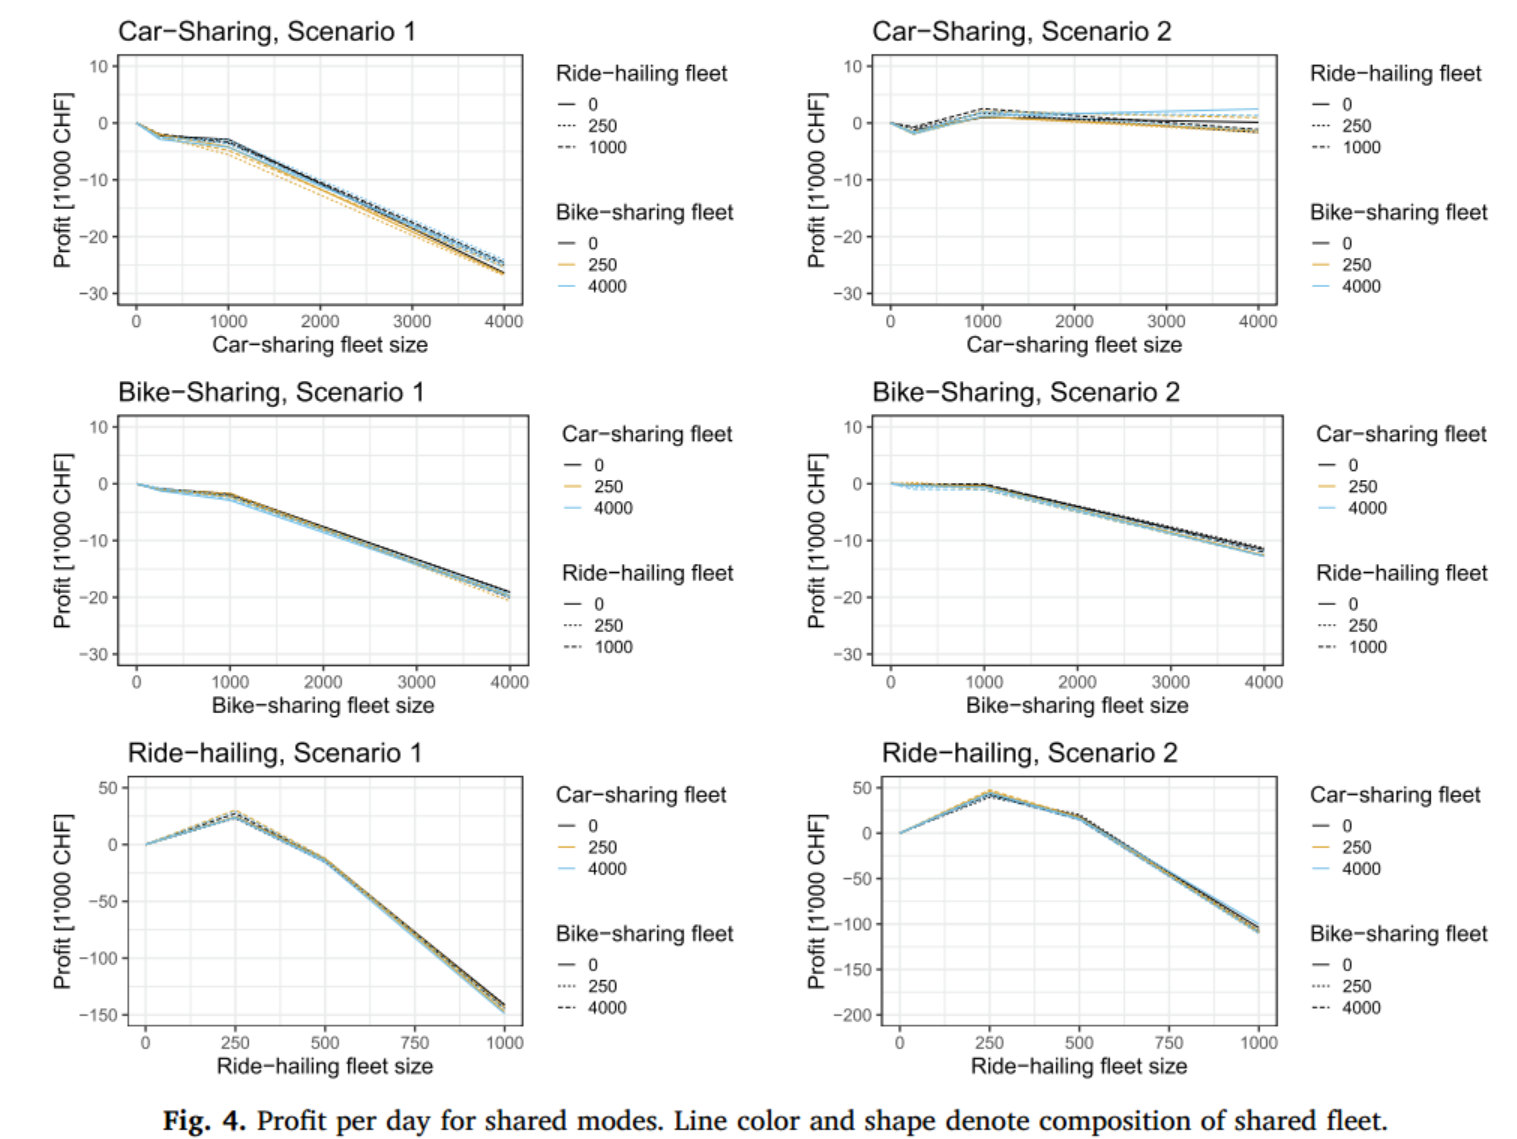 Car−Sharing, Scenario 1
10
0
−10
−20
−30
Profit [1'000 CHF]
0 1000 2000 3000 4000
Car−sharing fleet size
Ride−hailing fleet
0
250
1000
Bike−sharing fleet
0
250
4000
Car−Sharing, Scenario 2
10
0
−10
−20
−30
Profit [1'000 CHF]
0 1000 2000 3000 4000
Car−sharing fleet size
Ride−hailing fleet
0
250
1000
Bike−sharing fleet
0
250
4000
Bike−Sharing, Scenario 1
10
0
−10
−20
−30
Profit [1'000 CHF]
0 1000 2000 3000 4000
Bike−sharing fleet size
Car−sharing fleet
0
250
4000
Ride−hailing fleet
0
250
1000
Bike−Sharing, Scenario 2
10
0
−10
−20
−30
Profit [1'000 CHF]
0 1000 2000 3000 4000
Bike−sharing fleet size
Car−sharing fleet
0
250
4000
Ride−hailing fleet
0
250
1000
Ride−hailing, Scenario 1
50
0
−50
−100
−150
Profit [1'000 CHF]
0 250 500 750 1000
Ride−hailing fleet size
Car−sharing fleet
0
250
4000
Bike−sharing fleet
0
250
4000
Ride−hailing, Scenario 2
50
0
−50
−100
−150
−200
Profit [1'000 CHF]
0 250 500 750 1000
Ride−hailing fleet size
Car−sharing fleet
0
250
4000
Bike−sharing fleet
0
250
4000
Fig. 4. Profit per day for shared modes. Line color and shape denote composition of shared fleet.